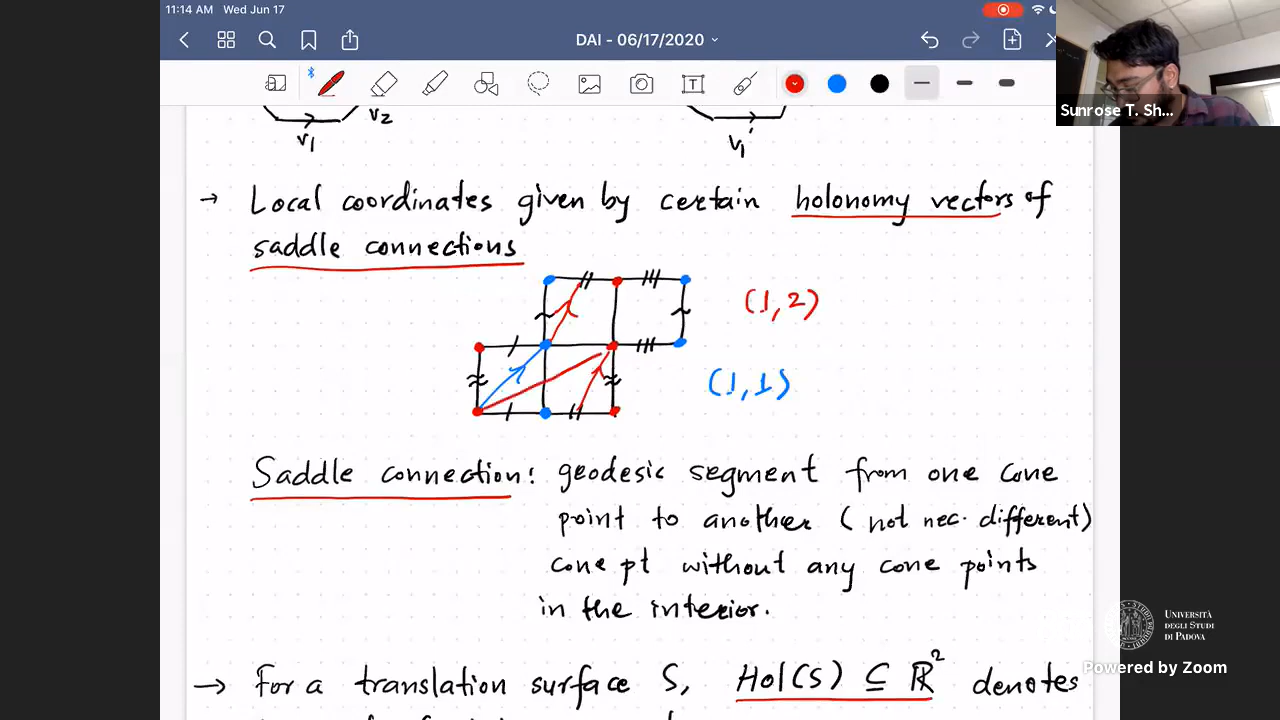 11:14 AM Wed Jun 17
DAI - 06/17/2020
Sunrose T. Sh...
v2
v1
v1'
→ Local coordinates given by certain holonomy vectors of
saddle connections
(1,2)
(1,1)
Saddle connection: geodesic segment from one cone
point to another (not nec. different)
cone pt without any cone points
in the interior.
UNIVERSITÀ
DEGLI STUDI
DI PADOVA
Powered by Zoom
→ For a translation surface S, Hol(S) ⊆ ℝ² denotes